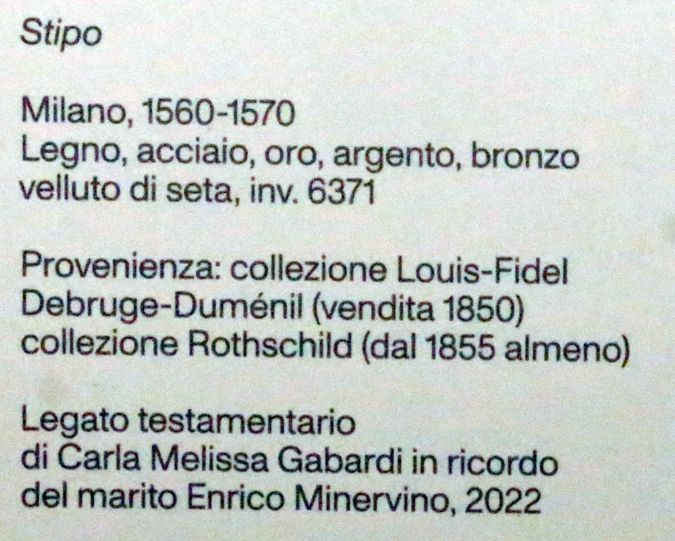 Stipo
Milano, 1560-1570
Legno, acciaio, oro, argento, bronzo
velluto di seta, inv. 6371
Provenienza: collezione Louis-Fidel
Debruge-Duménil (vendita 1850)
collezione Rothschild (dal 1855 almeno)
Legato testamentario
di Carla Melissa Gabardi in ricordo
del marito Enrico Minervino, 2022